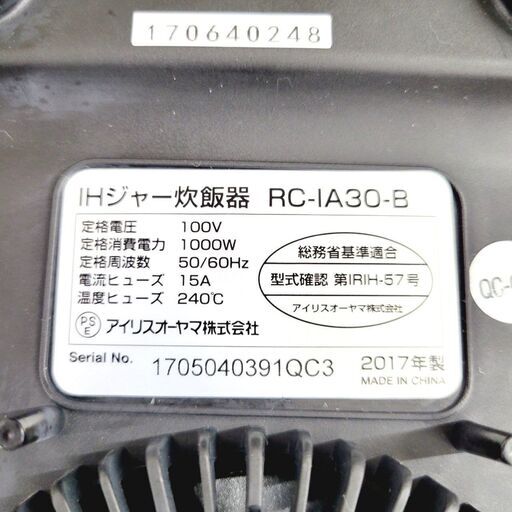 170640248
IHジャー炊飯器 RC-IA30-B
定格電圧 100V
定格消費電力 1000W
定格周波数 50/60Hz
電流ヒューズ 15A
温度ヒューズ 240℃
総務省基準適合
型式確認 第IRIH-57号
アイリスオーヤマ株式会社
PSE アイリスオーヤマ株式会社
Serial No. 1705040391QC3
2017年製
MADE IN CHINA